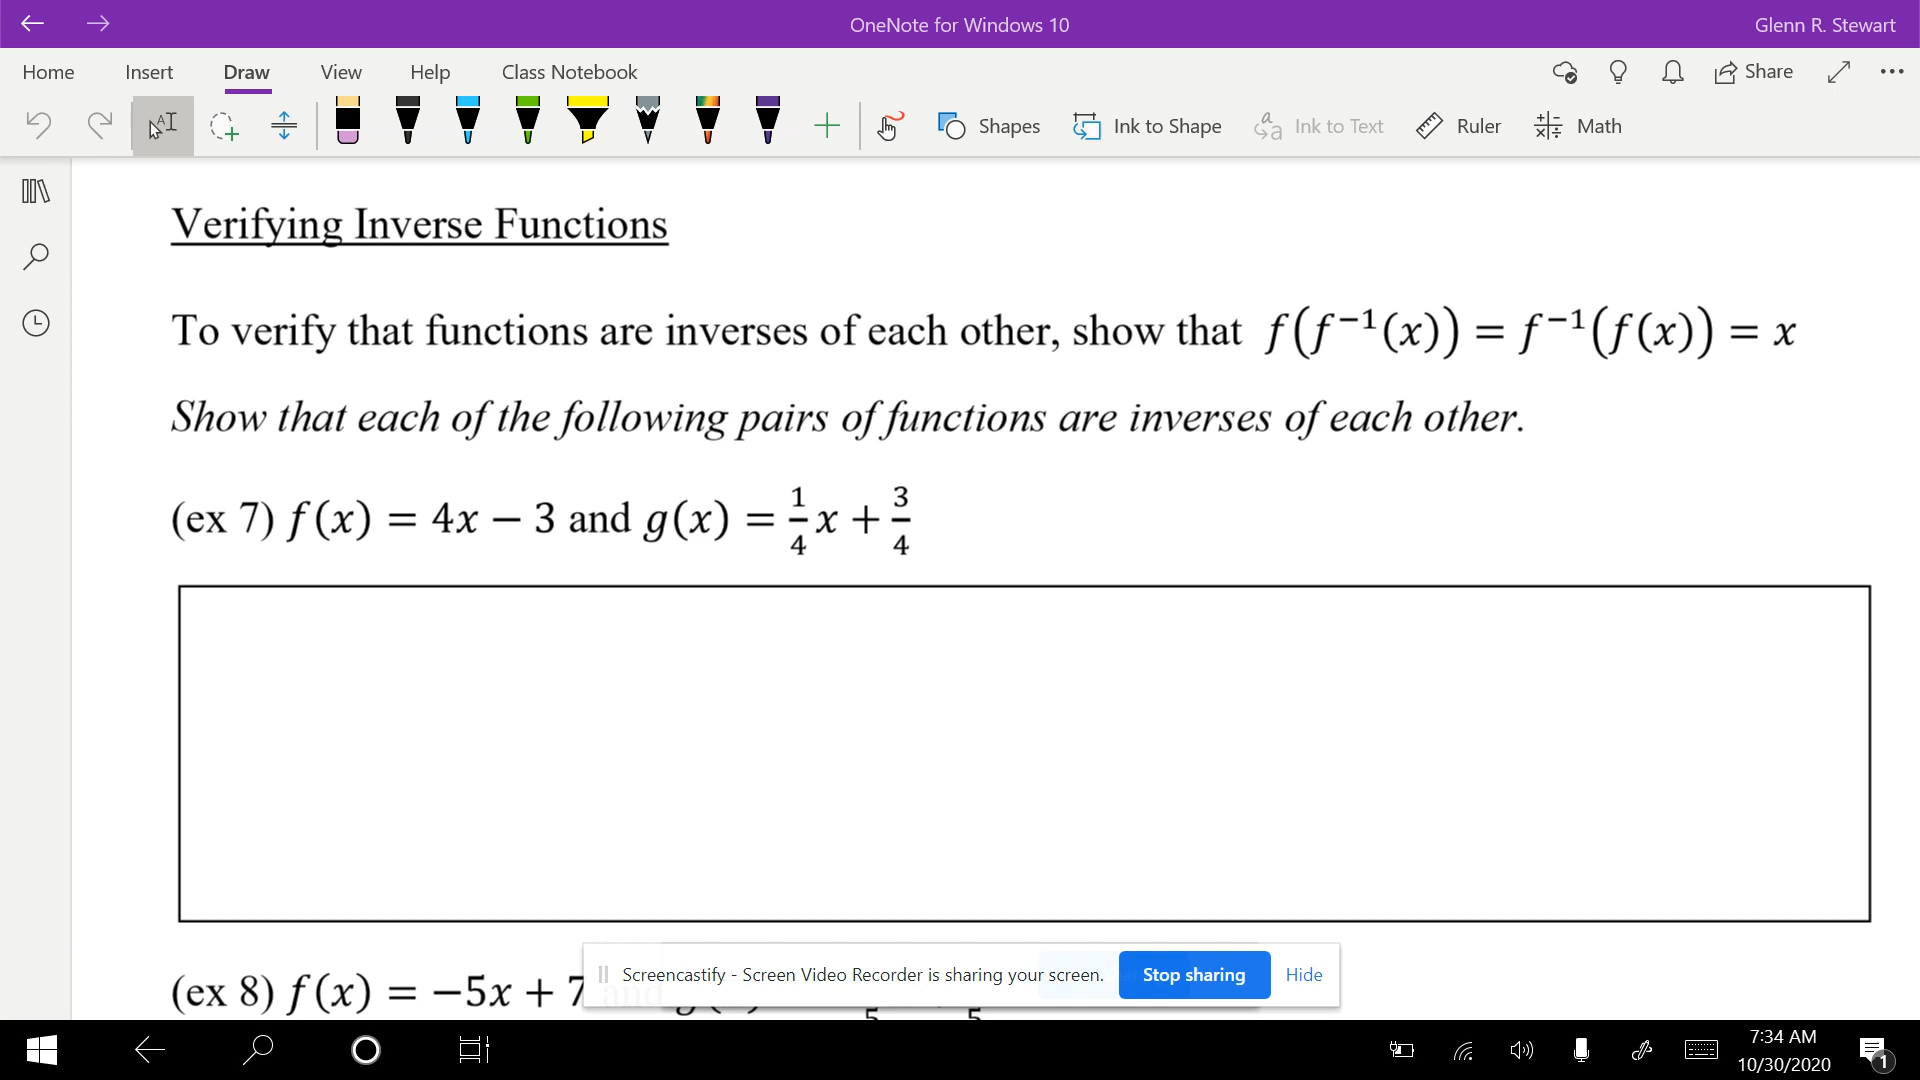 OneNote for Windows 10
Glenn R. Stewart
Home Insert Draw View Help Class Notebook Share
Shapes Ink to Shape Ink to Text Ruler Math
Verifying Inverse Functions
To verify that functions are inverses of each other, show that f(f⁻¹(x)) = f⁻¹(f(x)) = x
Show that each of the following pairs of functions are inverses of each other.
(ex 7) f(x) = 4x − 3 and g(x) = 1/4 x + 3/4
(ex 8) f(x) = −5x + 7 and
Screencastify - Screen Video Recorder is sharing your screen. Stop sharing Hide
7:34 AM
10/30/2020
1